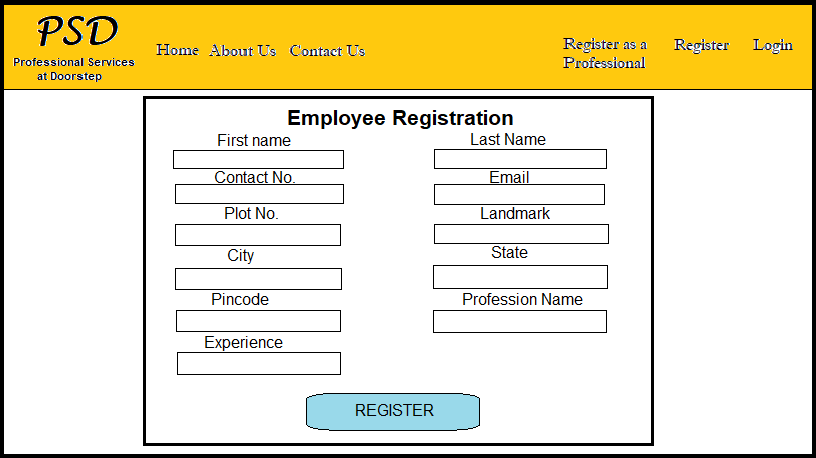 PSD
Professional Services
at Doorstep
Home About Us Contact Us
Register as a
Professional
Register
Login
Employee Registration
First name
Last Name
Contact No.
Email
Plot No.
Landmark
City
State
Pincode
Profession Name
Experience
REGISTER